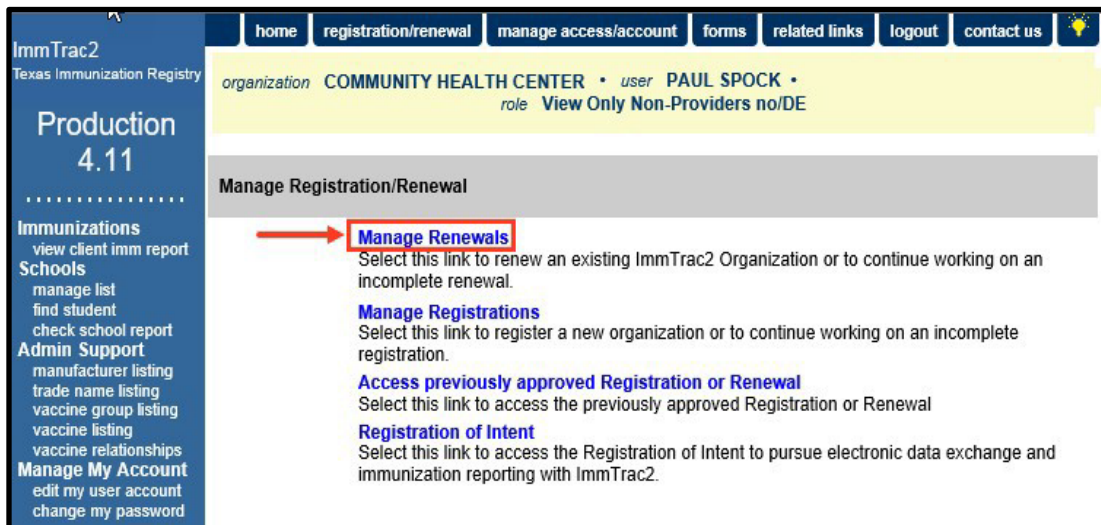 home registration/renewal manage access/account forms related links logout contact us
ImmTrac2
Texas Immunization Registry
Production
4.11
Immunizations
view client imm report
Schools
manage list
find student
check school report
Admin Support
manufacturer listing
trade name listing
vaccine group listing
vaccine listing
vaccine relationships
Manage My Account
edit my user account
change my password
organization COMMUNITY HEALTH CENTER • user PAUL SPOCK •
role View Only Non-Providers no/DE
Manage Registration/Renewal
Manage Renewals
Select this link to renew an existing ImmTrac2 Organization or to continue working on an
incomplete renewal.
Manage Registrations
Select this link to register a new organization or to continue working on an incomplete
registration.
Access previously approved Registration or Renewal
Select this link to access the previously approved Registration or Renewal
Registration of Intent
Select this link to access the Registration of Intent to pursue electronic data exchange and
immunization reporting with ImmTrac2.